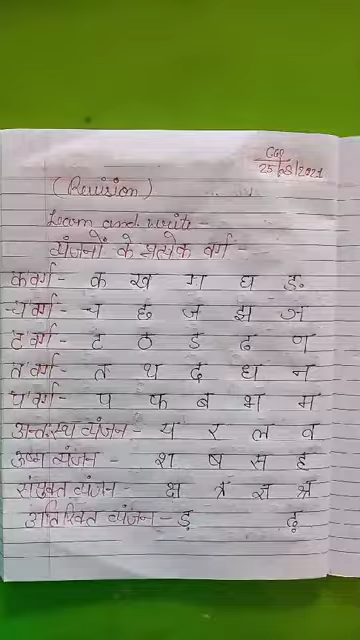 25/08/2021
(Revision)
Learn and write -
व्यंजनों के प्रत्येक वर्ग -
क वर्ग - क ख ग घ ङ
च वर्ग - च छ ज झ ञ
ट वर्ग - ट ठ ड ढ ण
त वर्ग - त थ द ध न
प वर्ग - प फ ब भ म
अन्तःस्थ व्यंजन - य र ल व
ऊष्म व्यंजन - श ष स ह
संयुक्त व्यंजन - क्ष त्र ज्ञ श्र
अतिरिक्त व्यंजन - ड़ ढ़